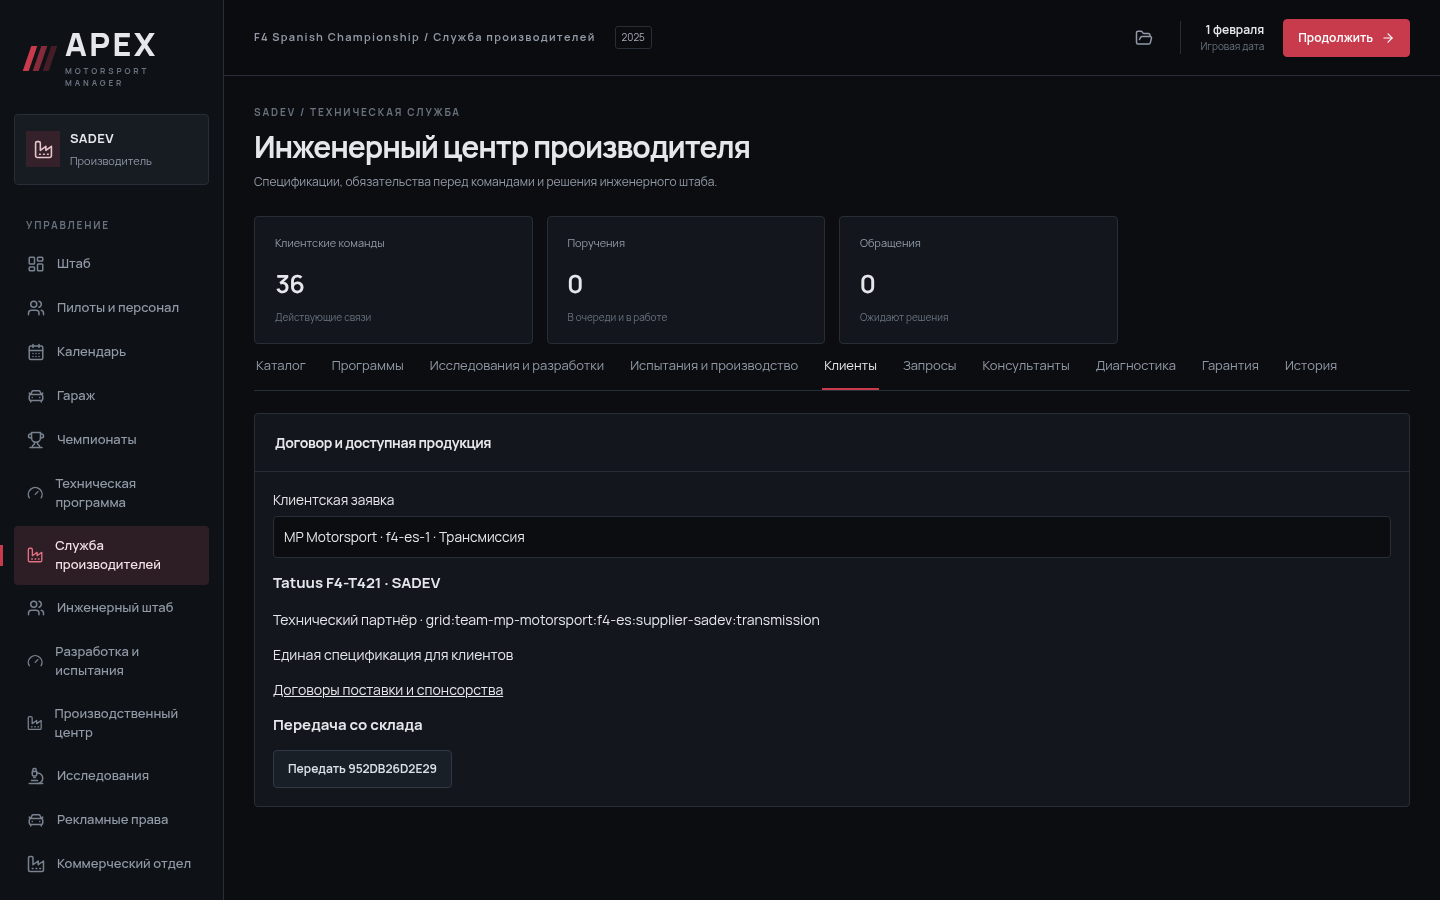 APEX
MOTORSPORT
MANAGER
SADEV
Производитель
УПРАВЛЕНИЕ
Штаб
Пилоты и персонал
Календарь
Гараж
Чемпионаты
Техническая
программа
Служба
производителей
Инженерный штаб
Разработка и
испытания
Производственный
центр
Исследования
Рекламные права
Коммерческий отдел
F4 Spanish Championship / Служба производителей
2025
1 февраля
Игровая дата
Продолжить
SADEV / ТЕХНИЧЕСКАЯ СЛУЖБА
Инженерный центр производителя
Спецификации, обязательства перед командами и решения инженерного штаба.
Клиентские команды
36
Действующие связи
Поручения
0
В очереди и в работе
Обращения
0
Ожидают решения
Каталог Программы Исследования и разработки Испытания и производство Клиенты Запросы Консультанты Диагностика Гарантия История
Договор и доступная продукция
Клиентская заявка
MP Motorsport · f4-es-1 · Трансмиссия
Tatuus F4-T421 · SADEV
Технический партнёр · grid:team-mp-motorsport:f4-es:supplier-sadev:transmission
Единая спецификация для клиентов
Договоры поставки и спонсорства
Передача со склада
Передать 952DB26D2E29